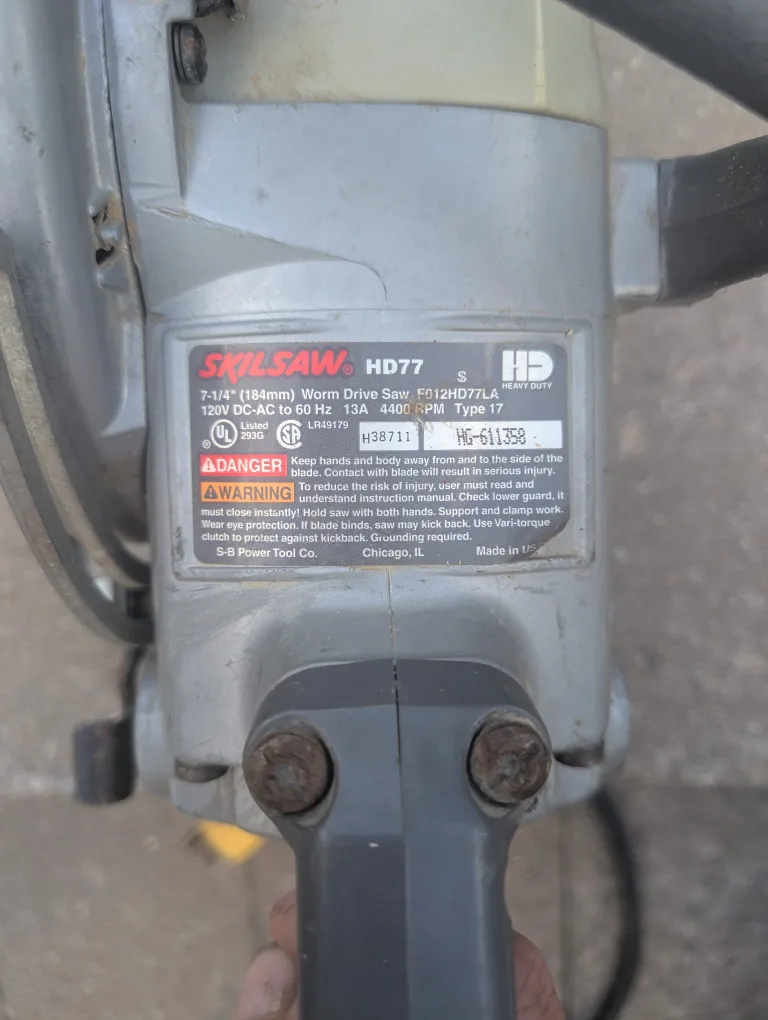 SKILSAW® HD77
S
HD
HEAVY DUTY
7-1/4" (184mm) Worm Drive Saw F012HD77LA
120V DC-AC to 60 Hz 13A 4400 RPM Type 17
UL® Listed 293G SA LR49179
H38711 HG-611358
⚠DANGER Keep hands and body away from and to the side of the
blade. Contact with blade will result in serious injury.
⚠WARNING To reduce the risk of injury, user must read and
understand instruction manual. Check lower guard, it
must close instantly! Hold saw with both hands. Support and clamp work.
Wear eye protection. If blade binds, saw may kick back. Use Vari-torque
clutch to protect against kickback. Grounding required.
S-B Power Tool Co. Chicago, IL Made in US